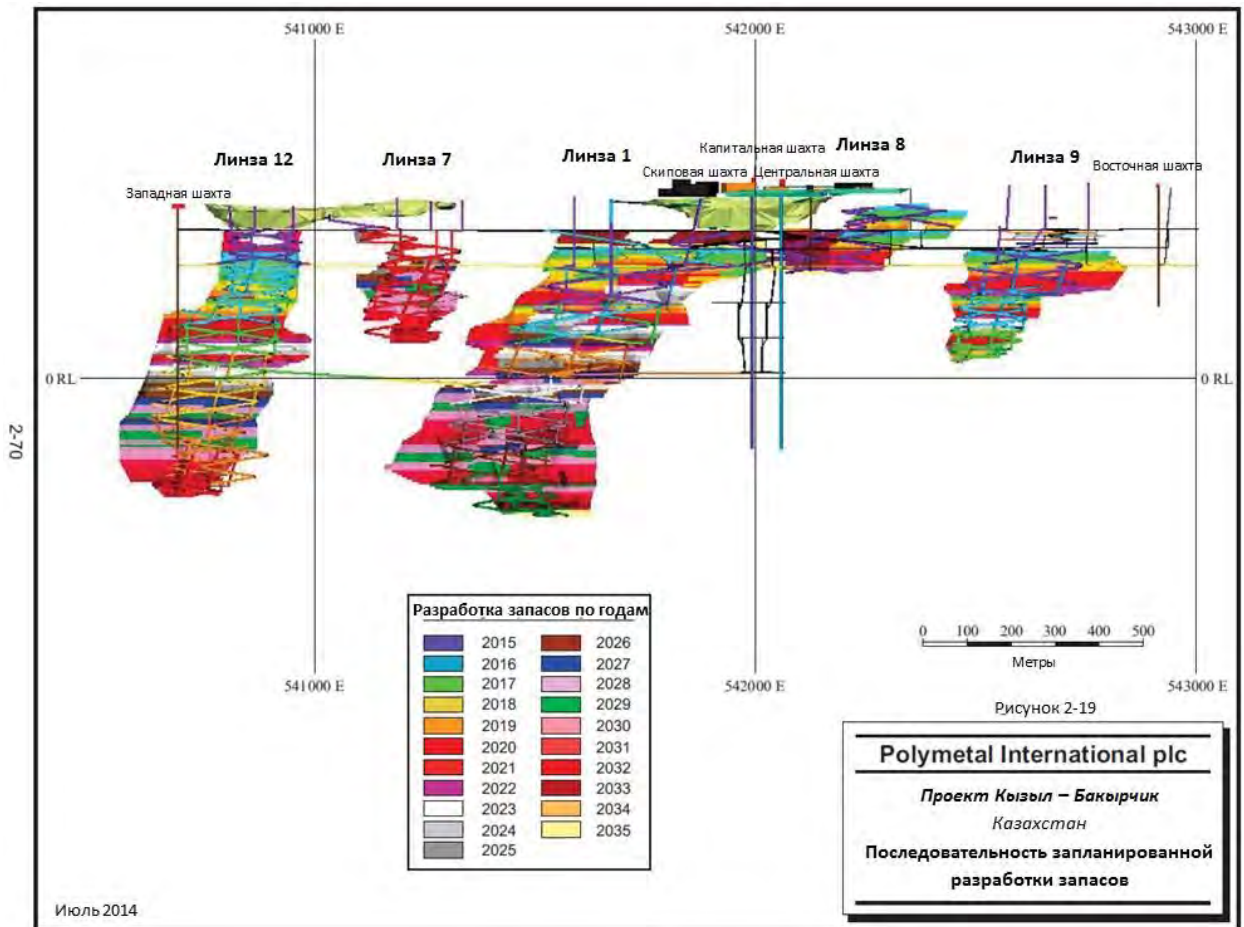 541000 E
542000 E
543000 E
Линза 12
Линза 7
Линза 1
Капитальная шахта
Линза 8
Линза 9
Скиповая шахта
Центральная шахта
Восточная шахта
Западная шахта
0 RL
0 RL
2-70
Разработка запасов по годам
2015 2026
2016 2027
2017 2028
2018 2029
2019 2030
2020 2031
2021 2032
2022 2033
2023 2034
2024 2035
2025
0 100 200 300 400 500
Метры
541000 E
542000 E
543000 E
Рисунок 2-19
Polymetal International plc
Проект Кызыл – Бакырчик
Казахстан
Последовательность запланированной
разработки запасов
Июль 2014